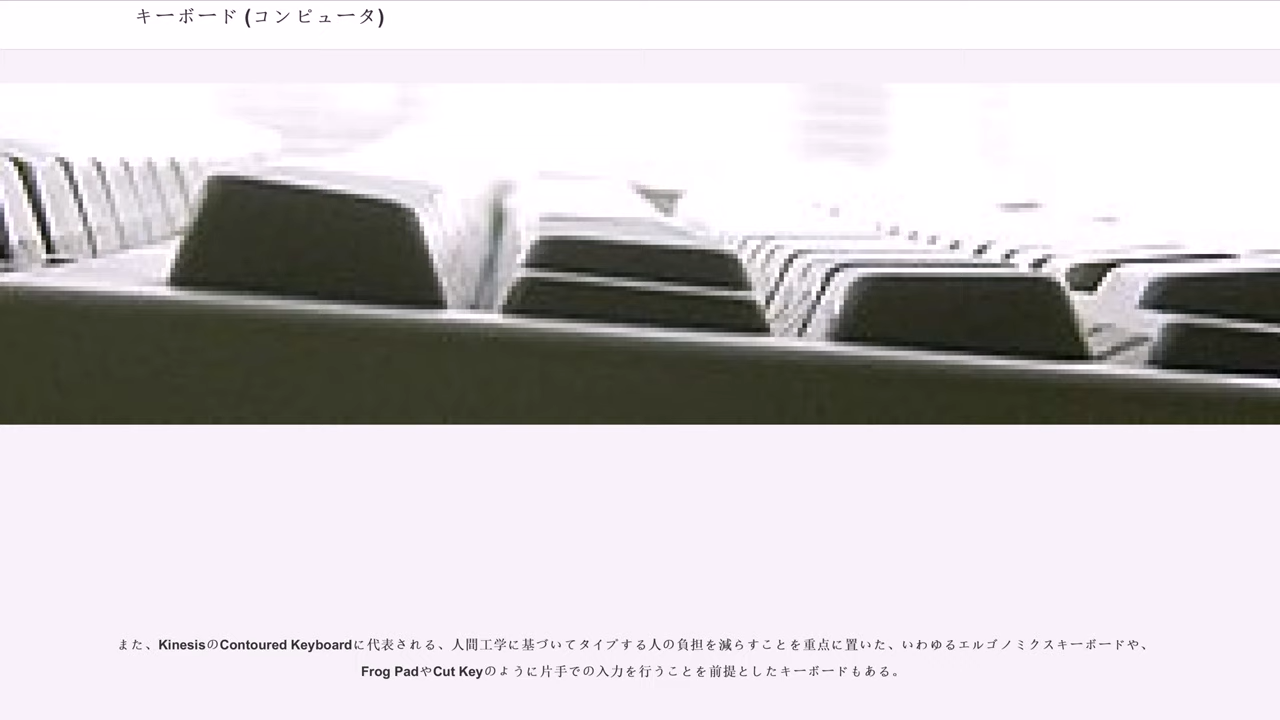 キーボード (コンピュータ)
また、KinesisのContoured Keyboardに代表される、人間工学に基づいてタイプする人の負担を減らすことを重点に置いた、いわゆるエルゴノミクスキーボードや、
Frog PadやCut Keyのように片手での入力を行うことを前提としたキーボードもある。